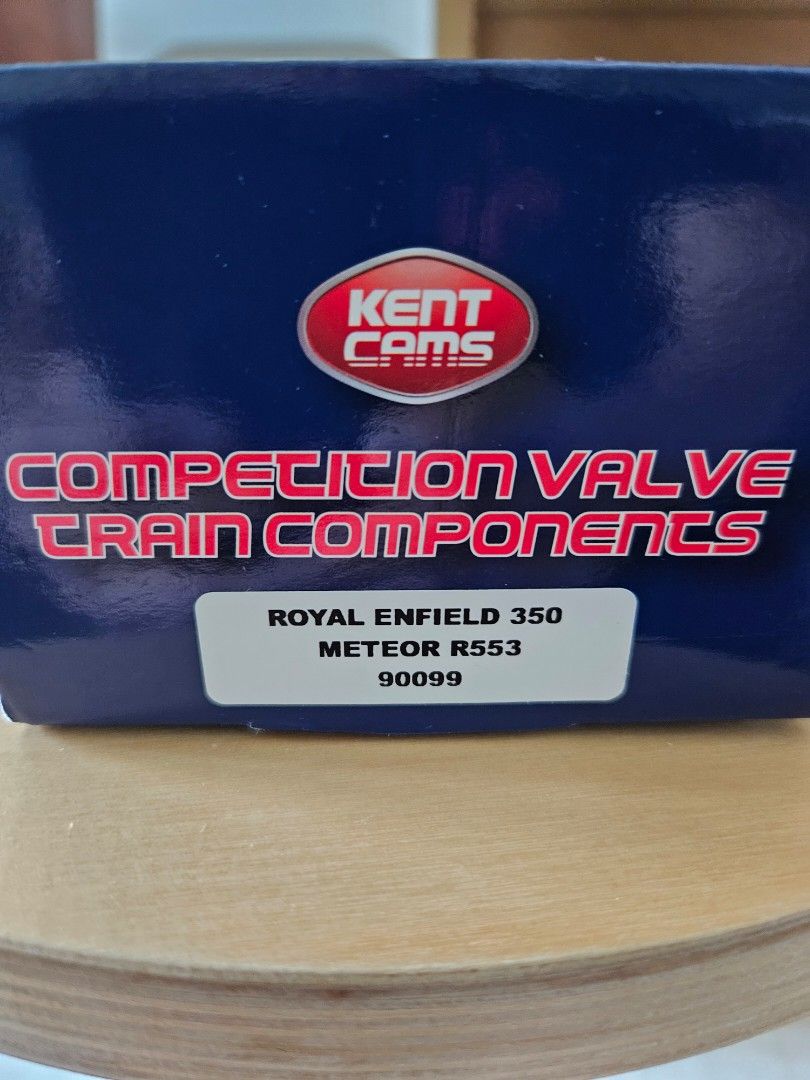 KENT
CAMS
COMPETITION VALVE
TRAIN COMPONENTS
ROYAL ENFIELD 350
METEOR R553
90099